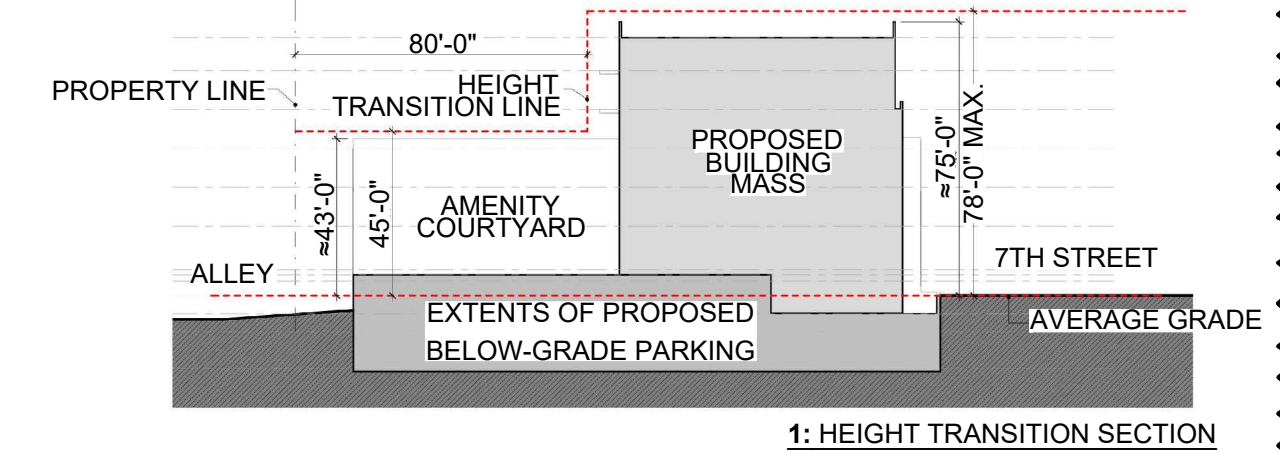 80'-0"
PROPERTY LINE
HEIGHT
TRANSITION LINE
PROPOSED
BUILDING
MASS
≈75'-0"
78'-0" MAX.
≈43'-0"
45'-0"
AMENITY
COURTYARD
ALLEY
7TH STREET
EXTENTS OF PROPOSED
BELOW-GRADE PARKING
AVERAGE GRADE
1: HEIGHT TRANSITION SECTION